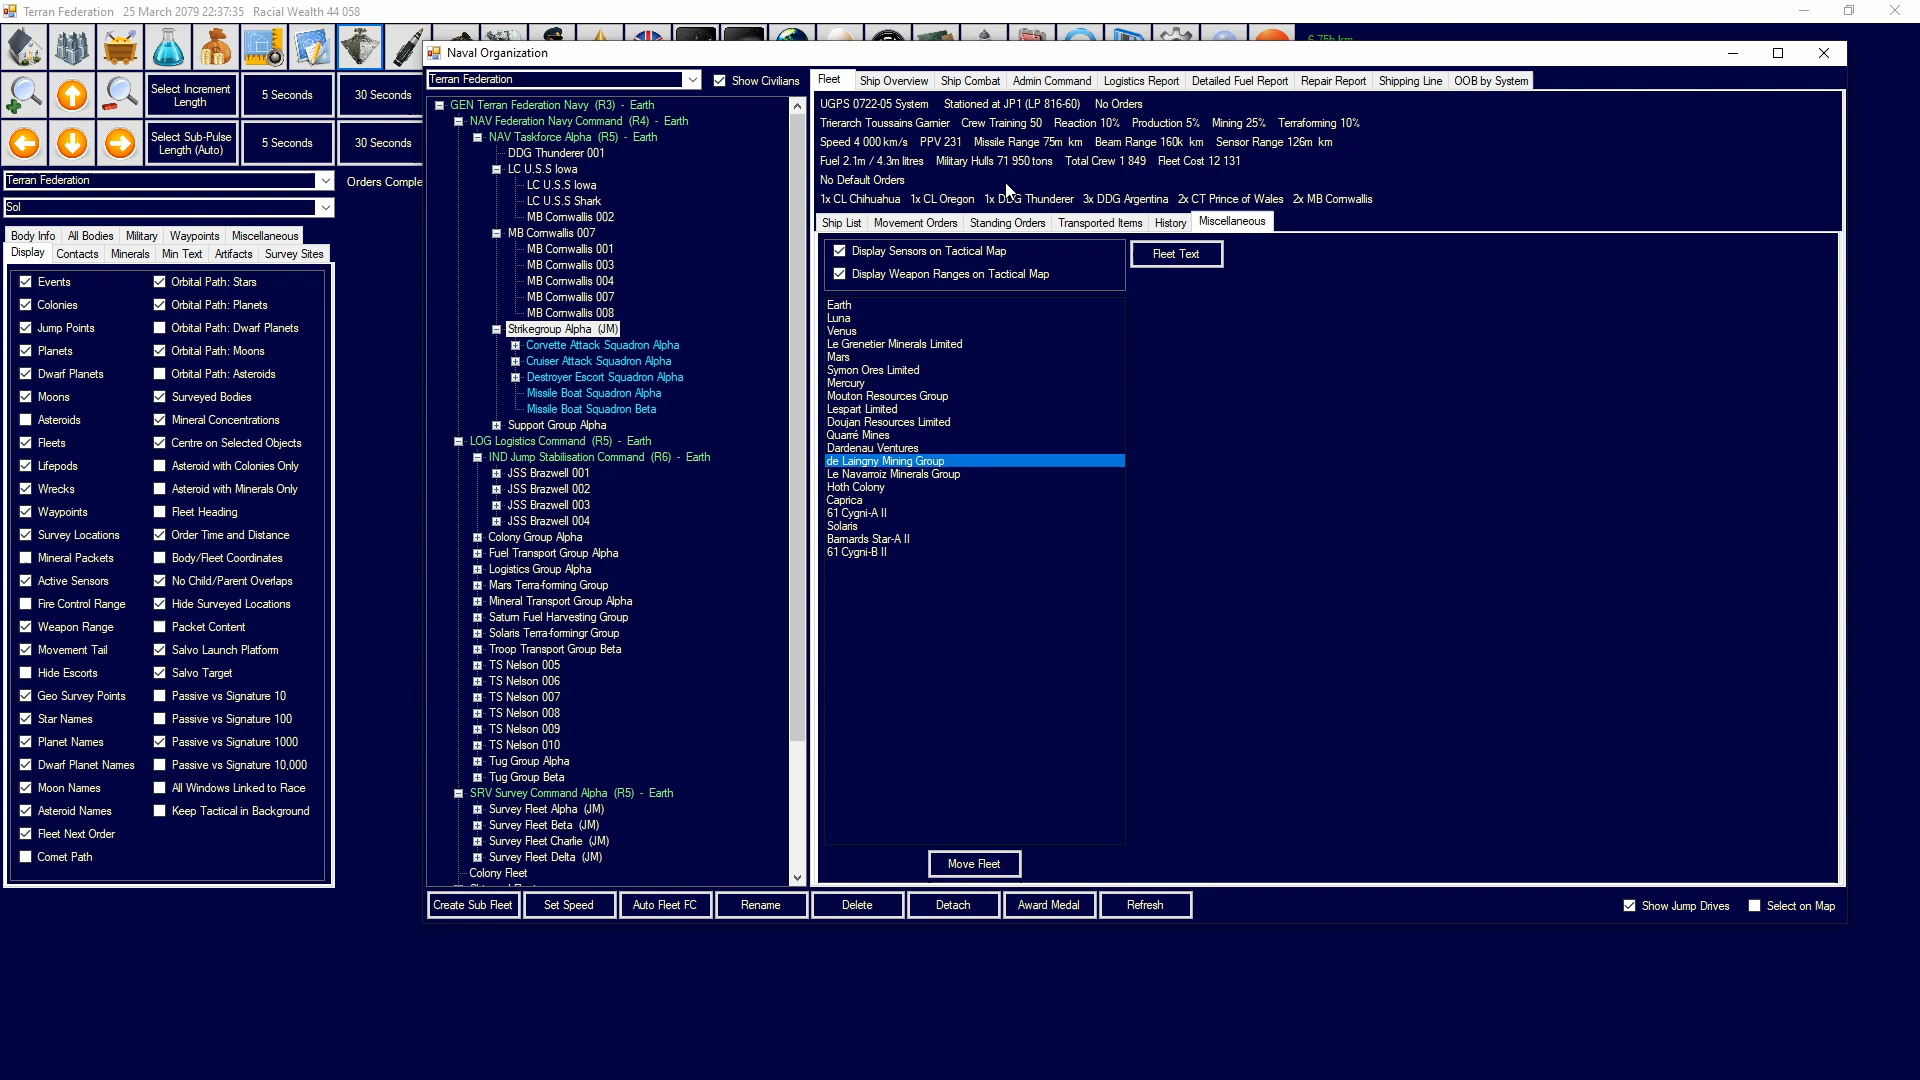 Terran Federation   25 March 2079 22:37:35   Racial Wealth 44 058
Naval Organization
Select Increment Length
5 Seconds
30 Seconds
Select Sub-Pulse Length (Auto)
5 Seconds
30 Seconds
Terran Federation
Orders Comple
Sol
Body Info   All Bodies   Military   Waypoints   Miscellaneous
Display   Contacts   Minerals   Min Text   Artifacts   Survey Sites
Events   Orbital Path: Stars
Colonies   Orbital Path: Planets
Jump Points   Orbital Path: Dwarf Planets
Planets   Orbital Path: Moons
Dwarf Planets   Orbital Path: Asteroids
Moons   Surveyed Bodies
Asteroids   Mineral Concentrations
Fleets   Centre on Selected Objects
Lifepods   Asteroid with Colonies Only
Wrecks   Asteroid with Minerals Only
Waypoints   Fleet Heading
Survey Locations   Order Time and Distance
Mineral Packets   Body/Fleet Coordinates
Active Sensors   No Child/Parent Overlaps
Fire Control Range   Hide Surveyed Locations
Weapon Range   Packet Content
Movement Tail   Salvo Launch Platform
Hide Escorts   Salvo Target
Geo Survey Points   Passive vs Signature 10
Star Names   Passive vs Signature 100
Planet Names   Passive vs Signature 1000
Dwarf Planet Names   Passive vs Signature 10,000
Moon Names   All Windows Linked to Race
Asteroid Names   Keep Tactical in Background
Fleet Next Order
Comet Path
Terran Federation   Show Civilians
GEN Terran Federation Navy (R3) - Earth
NAV Federation Navy Command (R4) - Earth
NAV Taskforce Alpha (R5) - Earth
DDG Thunderer 001
LC U.S.S Iowa
LC U.S.S Iowa
LC U.S.S Shark
MB Cornwallis 002
MB Cornwallis 007
MB Cornwallis 001
MB Cornwallis 003
MB Cornwallis 004
MB Cornwallis 007
MB Cornwallis 008
Strikegroup Alpha (JM)
Corvette Attack Squadron Alpha
Cruiser Attack Squadron Alpha
Destroyer Escort Squadron Alpha
Missile Boat Squadron Alpha
Missile Boat Squadron Beta
Support Group Alpha
LOG Logistics Command (R5) - Earth
IND Jump Stabilisation Command (R6) - Earth
JSS Brazwell 001
JSS Brazwell 002
JSS Brazwell 003
JSS Brazwell 004
Colony Group Alpha
Fuel Transport Group Alpha
Logistics Group Alpha
Mars Terra-forming Group
Mineral Transport Group Alpha
Saturn Fuel Harvesting Group
Solaris Terra-formingr Group
Troop Transport Group Beta
TS Nelson 005
TS Nelson 006
TS Nelson 007
TS Nelson 008
TS Nelson 009
TS Nelson 010
Tug Group Alpha
Tug Group Beta
SRV Survey Command Alpha (R5) - Earth
Survey Fleet Alpha (JM)
Survey Fleet Beta (JM)
Survey Fleet Charlie (JM)
Survey Fleet Delta (JM)
Colony Fleet
Fleet   Ship Overview   Ship Combat   Admin Command   Logistics Report   Detailed Fuel Report   Repair Report   Shipping Line   OOB by System
UGPS 0722-05 System   Stationed at JP1 (LP 816-60)   No Orders
Trierarch Toussains Garnier   Crew Training 50   Reaction 10%   Production 5%   Mining 25%   Terraforming 10%
Speed 4 000 km/s   PPV 231   Missile Range 75m km   Beam Range 160k km   Sensor Range 126m km
Fuel 2.1m / 4.3m litres   Military Hulls 71 950 tons   Total Crew 1 849   Fleet Cost 12 131
No Default Orders
1x CL Chihuahua   1x CL Oregon   1x DDG Thunderer   3x DDG Argentina   2x CT Prince of Wales   2x MB Cornwallis
Ship List   Movement Orders   Standing Orders   Transported Items   History   Miscellaneous
Display Sensors on Tactical Map
Display Weapon Ranges on Tactical Map
Fleet Text
Earth
Luna
Venus
Le Grenetier Minerals Limited
Mars
Symon Ores Limited
Mercury
Mouton Resources Group
Lespart Limited
Doujan Resources Limited
Quarré Mines
Dardenau Ventures
de Laingny Mining Group
Le Navarroiz Minerals Group
Hoth Colony
Caprica
61 Cygni-A II
Solaris
Barnards Star-A II
61 Cygni-B II
Move Fleet
Create Sub Fleet   Set Speed   Auto Fleet FC   Rename   Delete   Detach   Award Medal   Refresh   Show Jump Drives   Select on Map